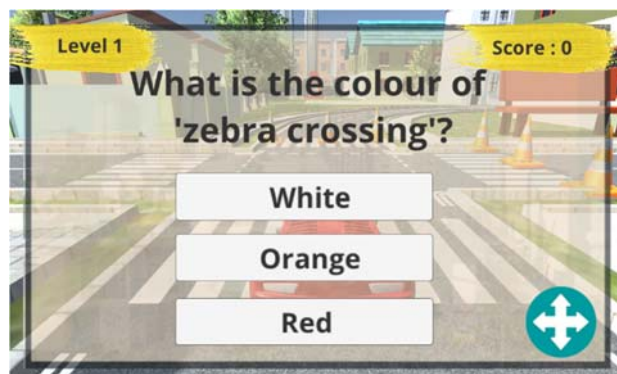 Level 1
Score : 0
What is the colour of
'zebra crossing'?
White
Orange
Red